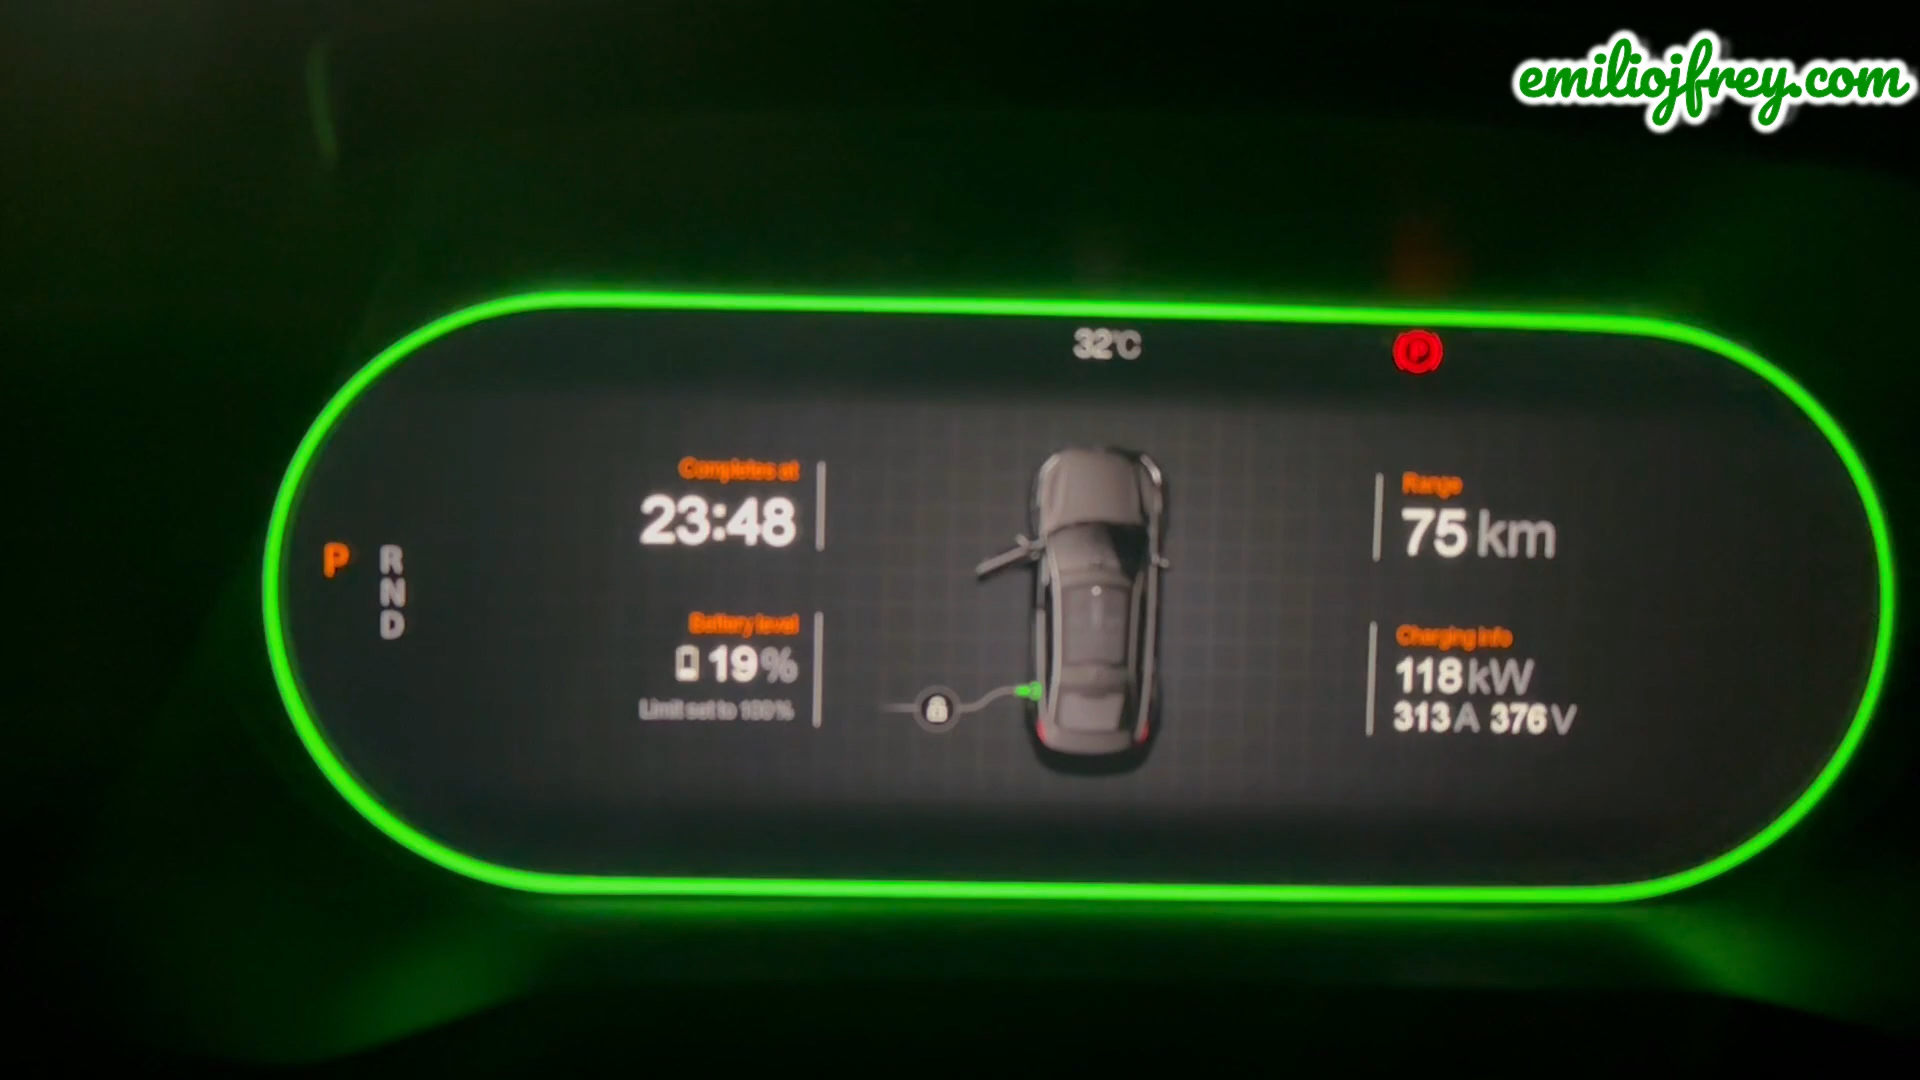 emiliojfrey.com
32°C
P
Completes at
23:48
Range
75 km
P
R
N
D
Battery level
19%
Limit set to 100%
Charging info
118 kW
313 A 376 V